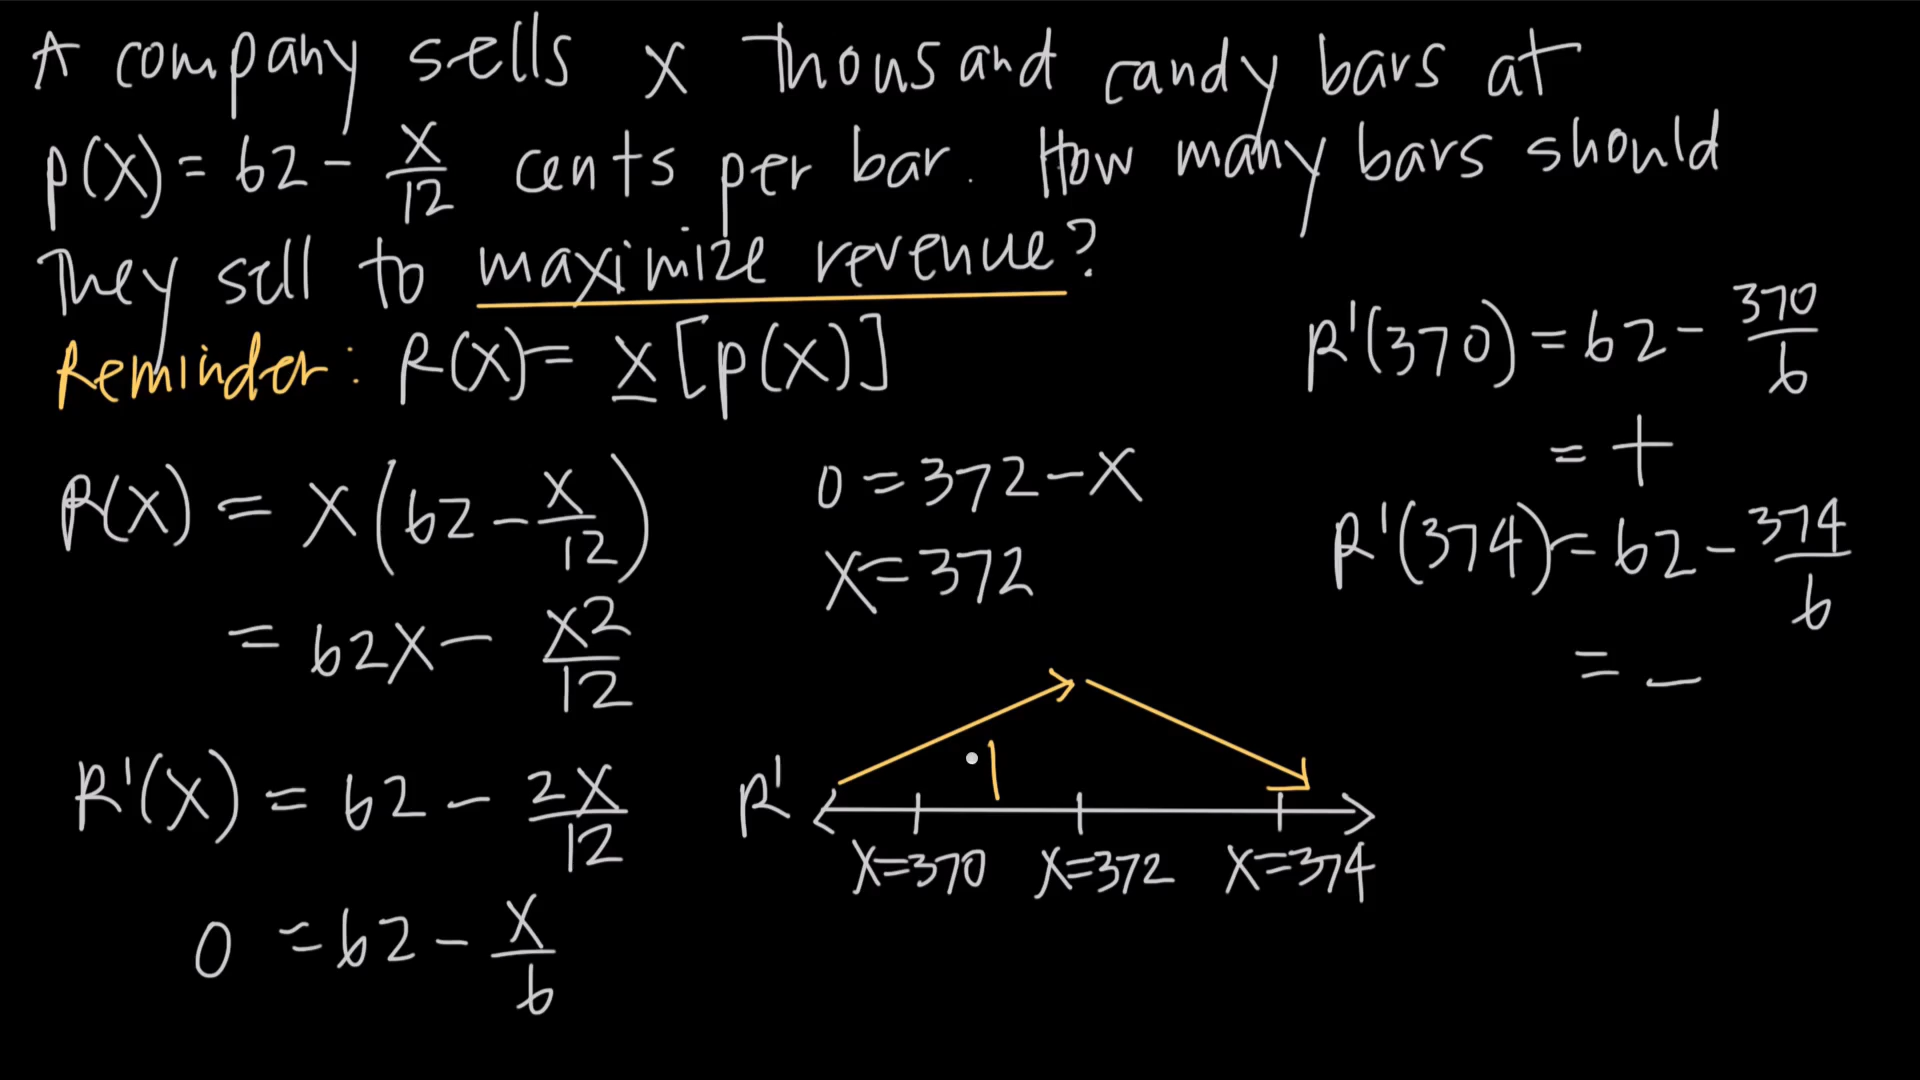 A company sells x thousand candy bars at
p(x) = 62 - x/12 cents per bar. How many bars should
they sell to maximize revenue?
Reminder: R(x) = x[p(x)]
R(x) = x(62 - x/12)
= 62x - x2/12
R'(x) = 62 - 2x/12
0 = 62 - x/6
0 = 372 - x
x = 372
R'
x=370 x=372 x=374
R'(370) = 62 - 370/6
= +
R'(374) = 62 - 374/6
= -